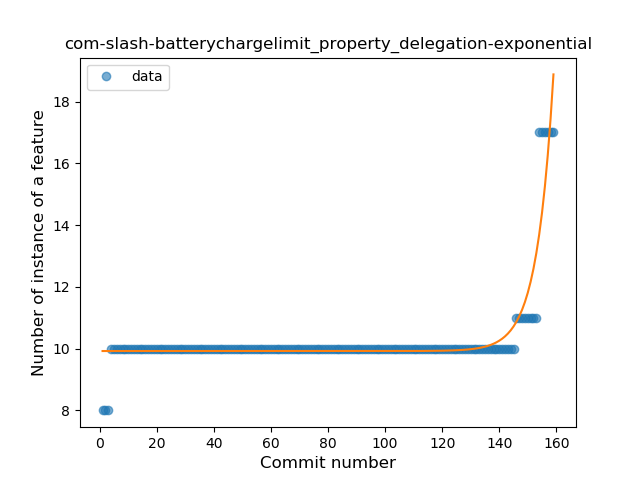 com-slash-batterychargelimit_property_delegation-exponential
data
Number of instance of a feature
18
16
14
12
10
8
0 20 40 60 80 100 120 140 160
Commit number